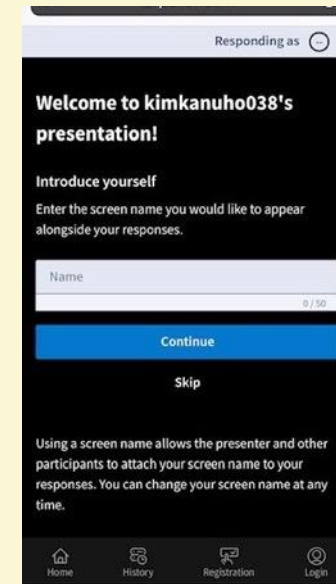 Responding as
Welcome to kimkanuho038's
presentation!
Introduce yourself
Enter the screen name you would like to appear
alongside your responses.
Name
0 / 50
Continue
Skip
Using a screen name allows the presenter and other
participants to attach your screen name to your
responses. You can change your screen name at any
time.
Home History Registration Login